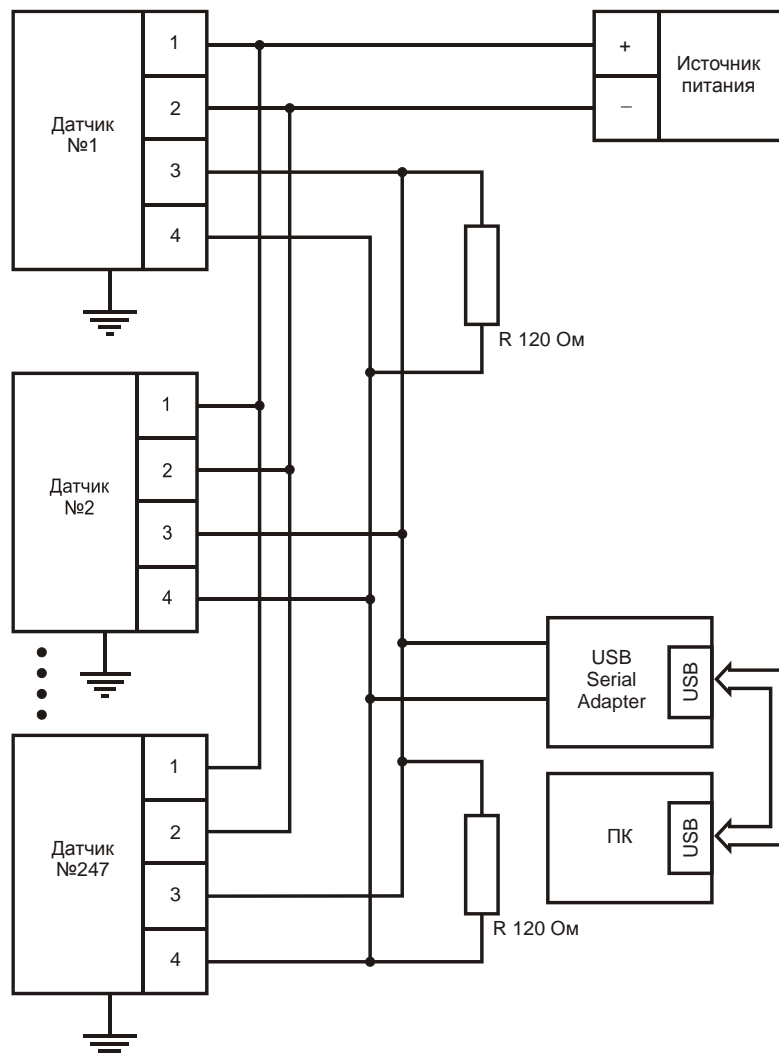 1
2
3
4
Датчик
№1
+
–
Источник
питания
R 120 Ом
1
2
3
4
Датчик
№2
USB
Serial
Adapter
USB
1
2
3
4
Датчик
№247
ПК
USB
R 120 Ом